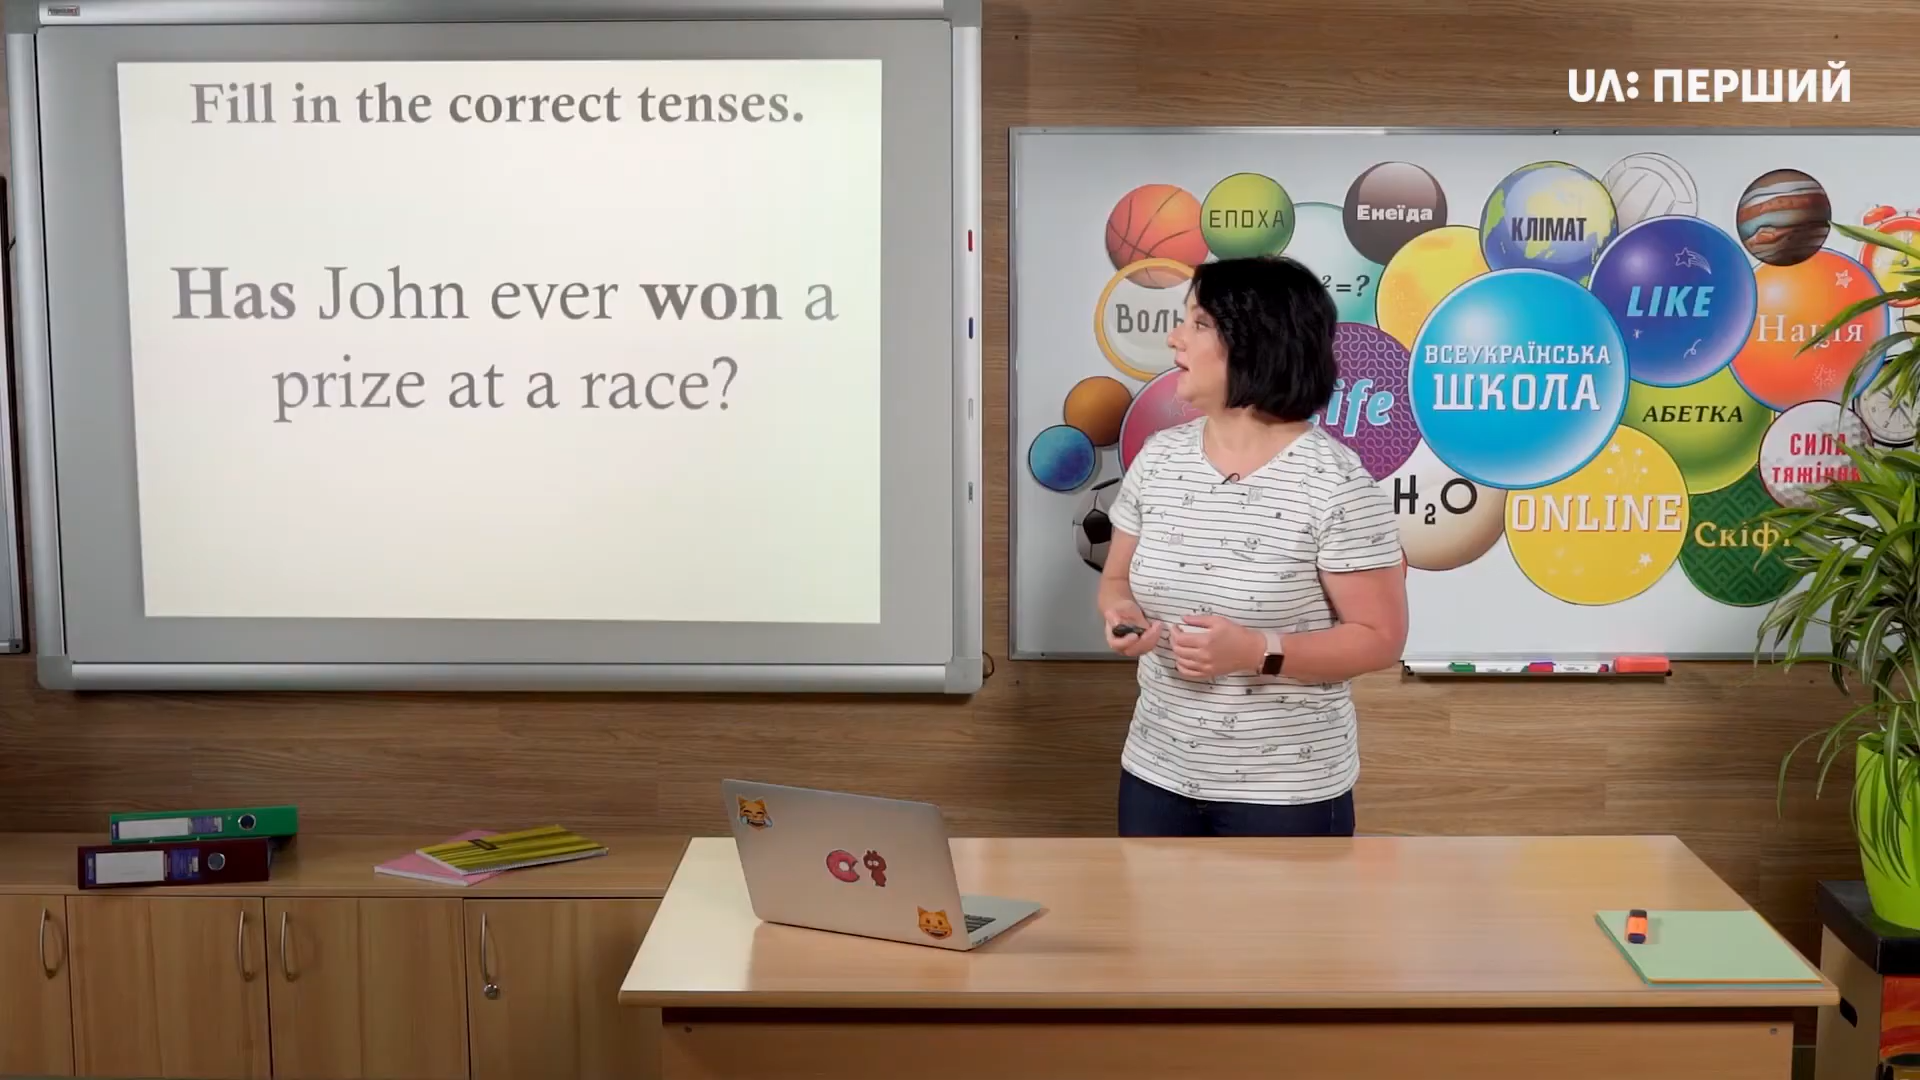 Fill in the correct tenses.
Has John ever won a
prize at a race?
UA: ПЕРШИЙ
ЕПОХА
Енеїда
КЛІМАТ
²=?
LIKE
Нація
ВСЕУКРАЇНСЬКА
ШКОЛА
АБЕТКА
СИЛА
H₂O
ONLINE